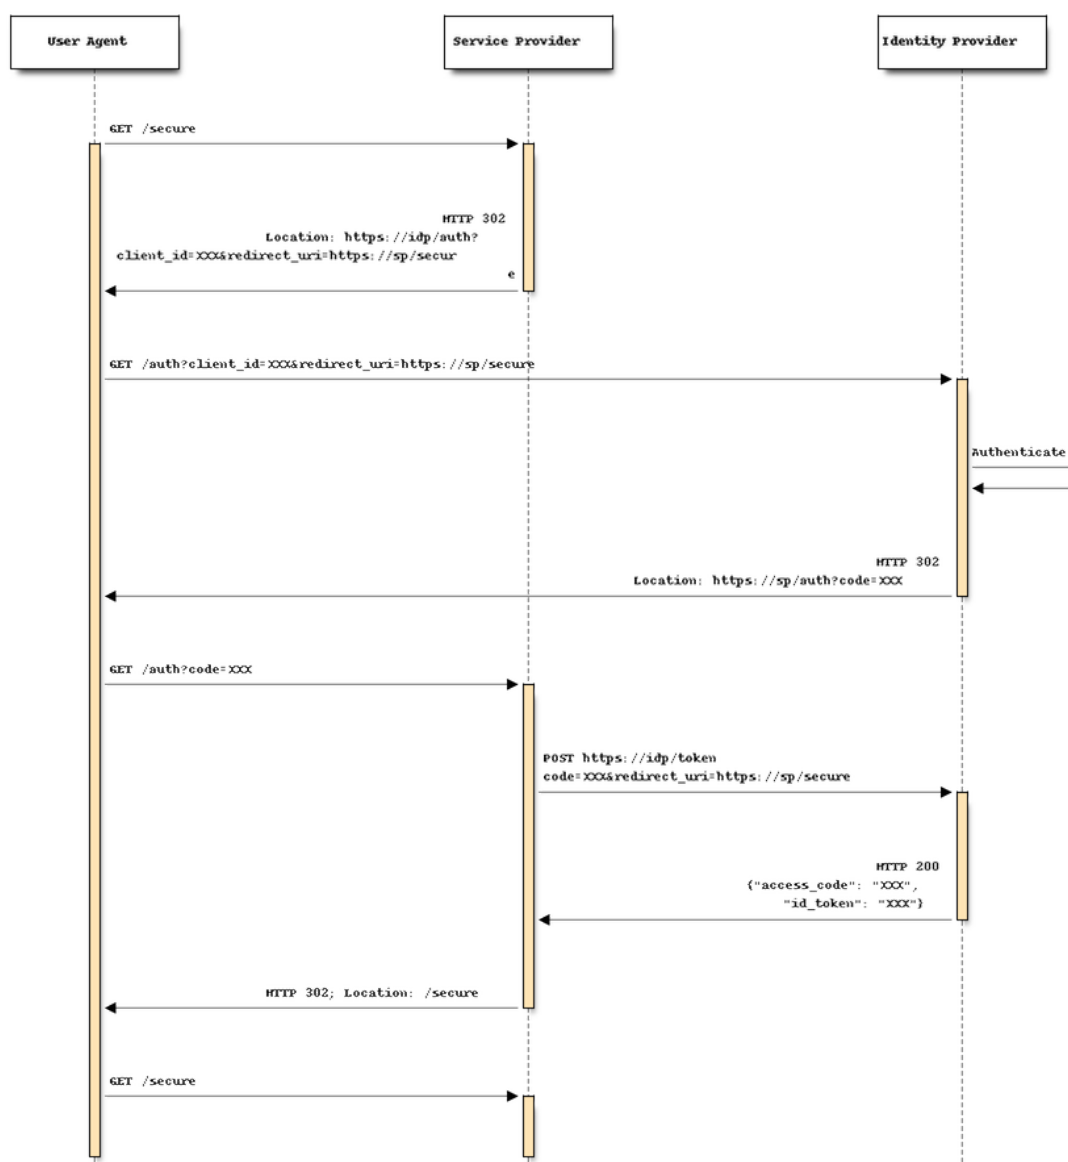 User Agent
Service Provider
Identity Provider
GET /secure
HTTP 302
Location: https://idp/auth?
client_id=XXX&redirect_uri=https://sp/secur
e
GET /auth?client_id=XXX&redirect_uri=https://sp/secure
Authenticate
HTTP 302
Location: https://sp/auth?code=XXX
GET /auth?code=XXX
POST https://idp/token
code=XXX&redirect_uri=https://sp/secure
HTTP 200
{"access_code": "XXX",
"id_token": "XXX"}
HTTP 302; Location: /secure
GET /secure